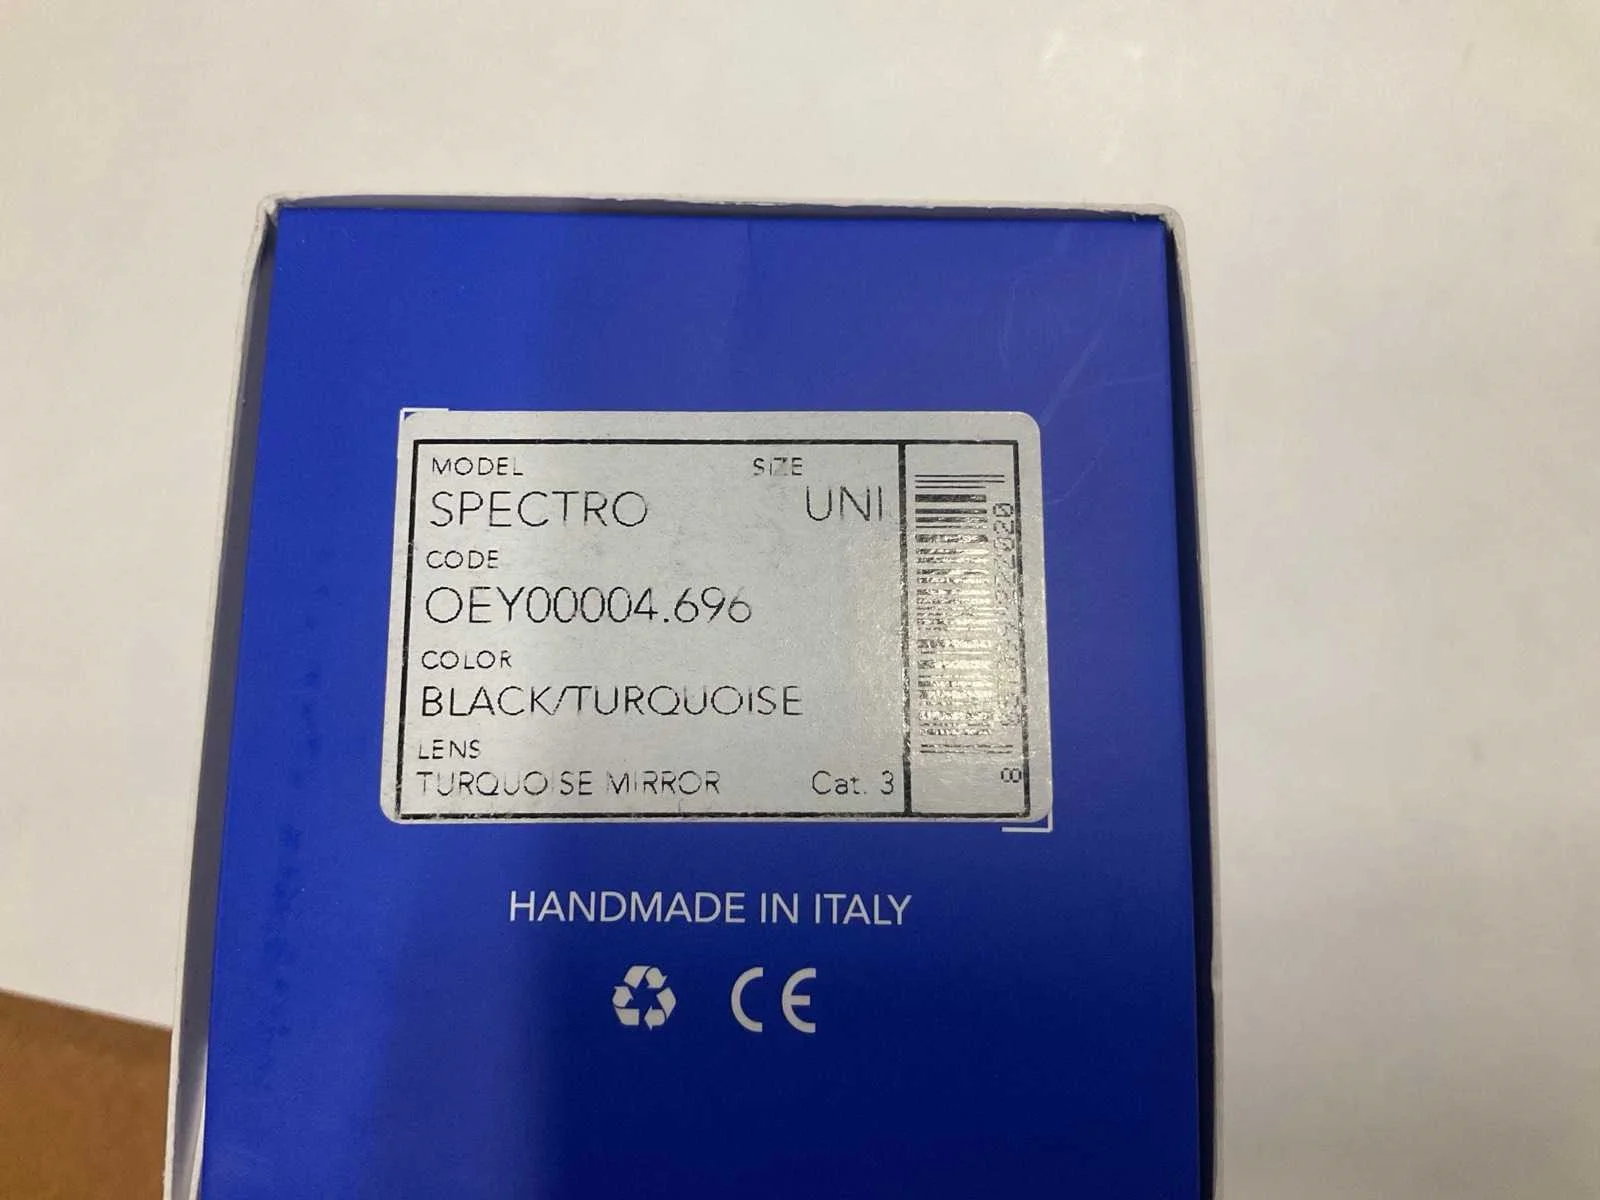 MODEL SIZE
SPECTRO UNI
CODE
OEY00004.696
COLOR
BLACK/TURQUOISE
LENS
TURQUOISE MIRROR Cat. 3
8
HANDMADE IN ITALY
CE